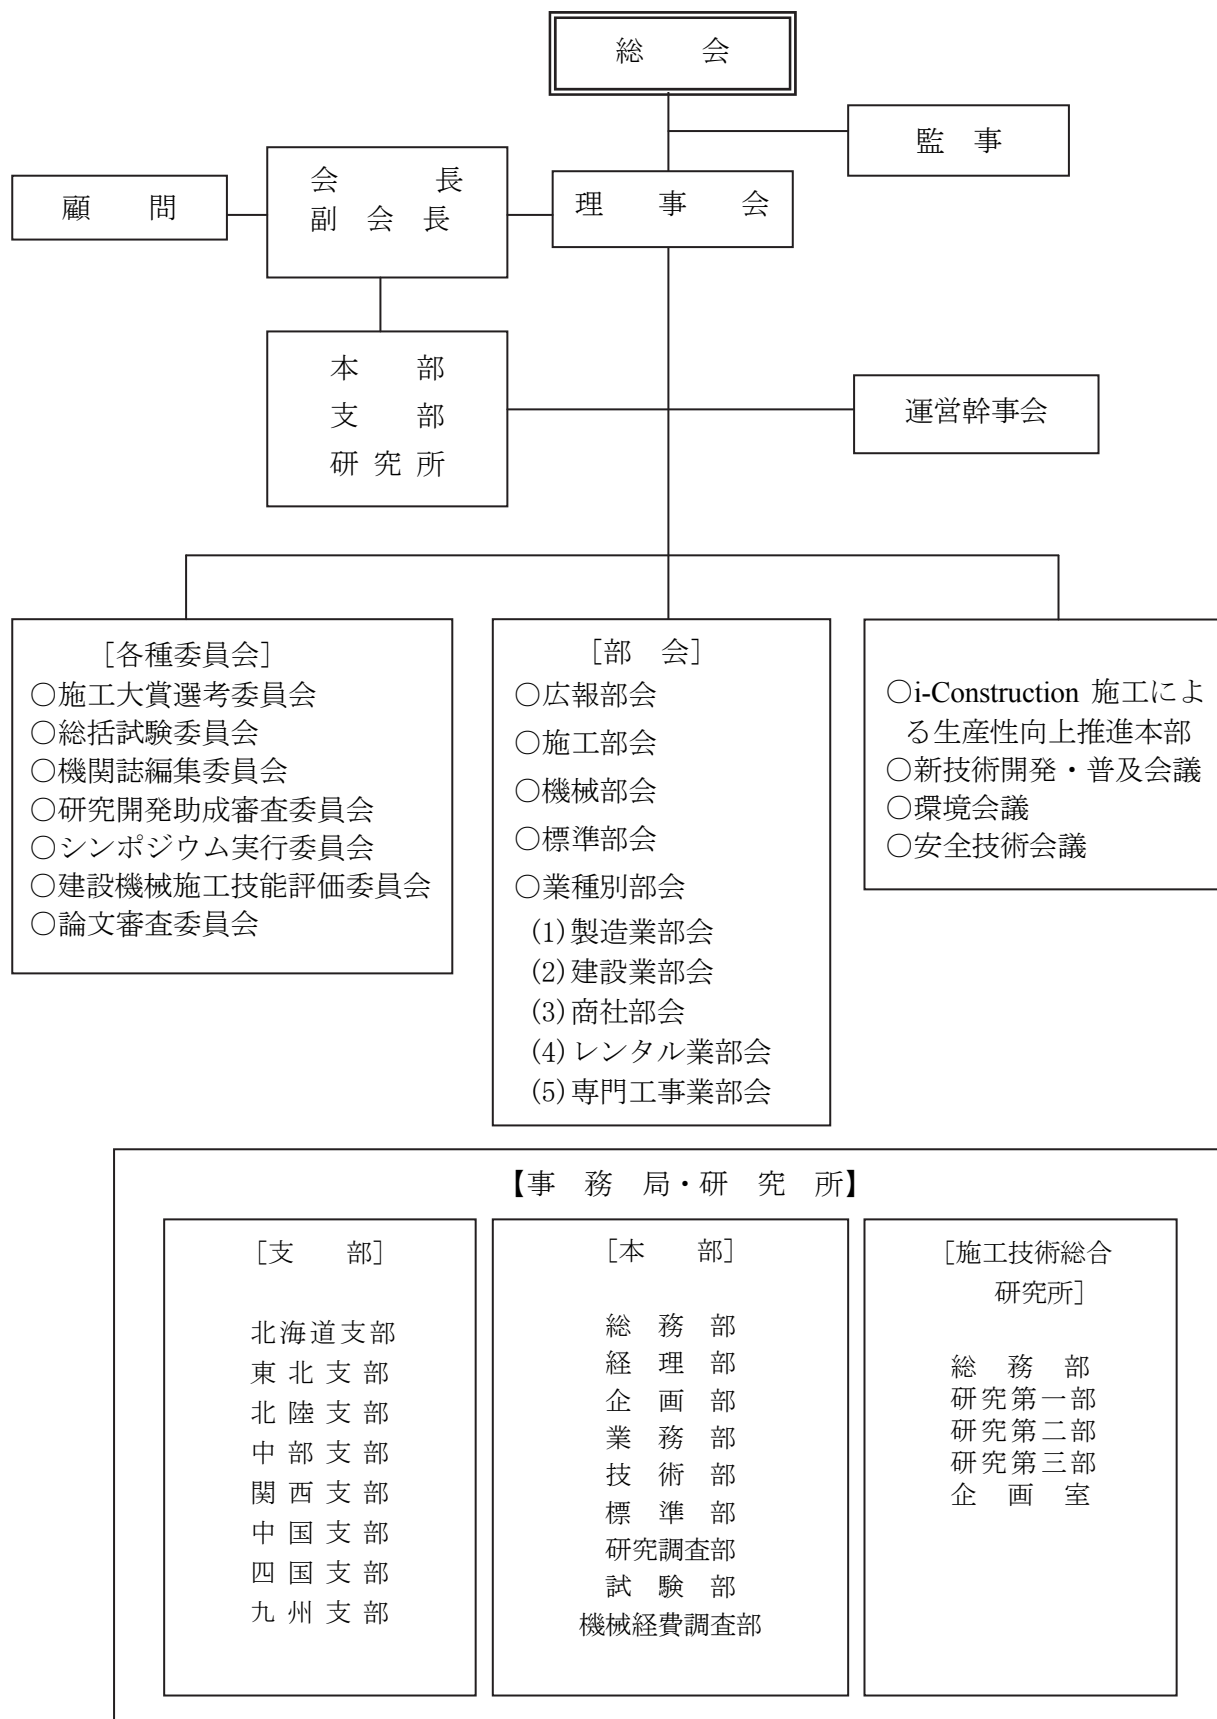 総　会
監　事
会　　長
副　会　長
顧　問
理　事　会
本　部
支　部
研 究 所
運営幹事会
［各種委員会］
○施工大賞選考委員会
○総括試験委員会
○機関誌編集委員会
○研究開発助成審査委員会
○シンポジウム実行委員会
○建設機械施工技能評価委員会
○論文審査委員会
［部　会］
○広報部会
○施工部会
○機械部会
○標準部会
○業種別部会
(1)製造業部会
(2)建設業部会
(3)商社部会
(4)レンタル業部会
(5)専門工事業部会
○i-Construction 施工によ
る生産性向上推進本部
○新技術開発・普及会議
○環境会議
○安全技術会議
【事　務　局・研　究　所】
［支　　部］
北海道支部
東 北 支 部
北 陸 支 部
中 部 支 部
関 西 支 部
中 国 支 部
四 国 支 部
九 州 支 部
［本　　部］
総　務　部
経　理　部
企　画　部
業　務　部
技　術　部
標　準　部
研究調査部
試　験　部
機械経費調査部
［施工技術総合
研究所］
総　務　部
研究第一部
研究第二部
研究第三部
企　画　室